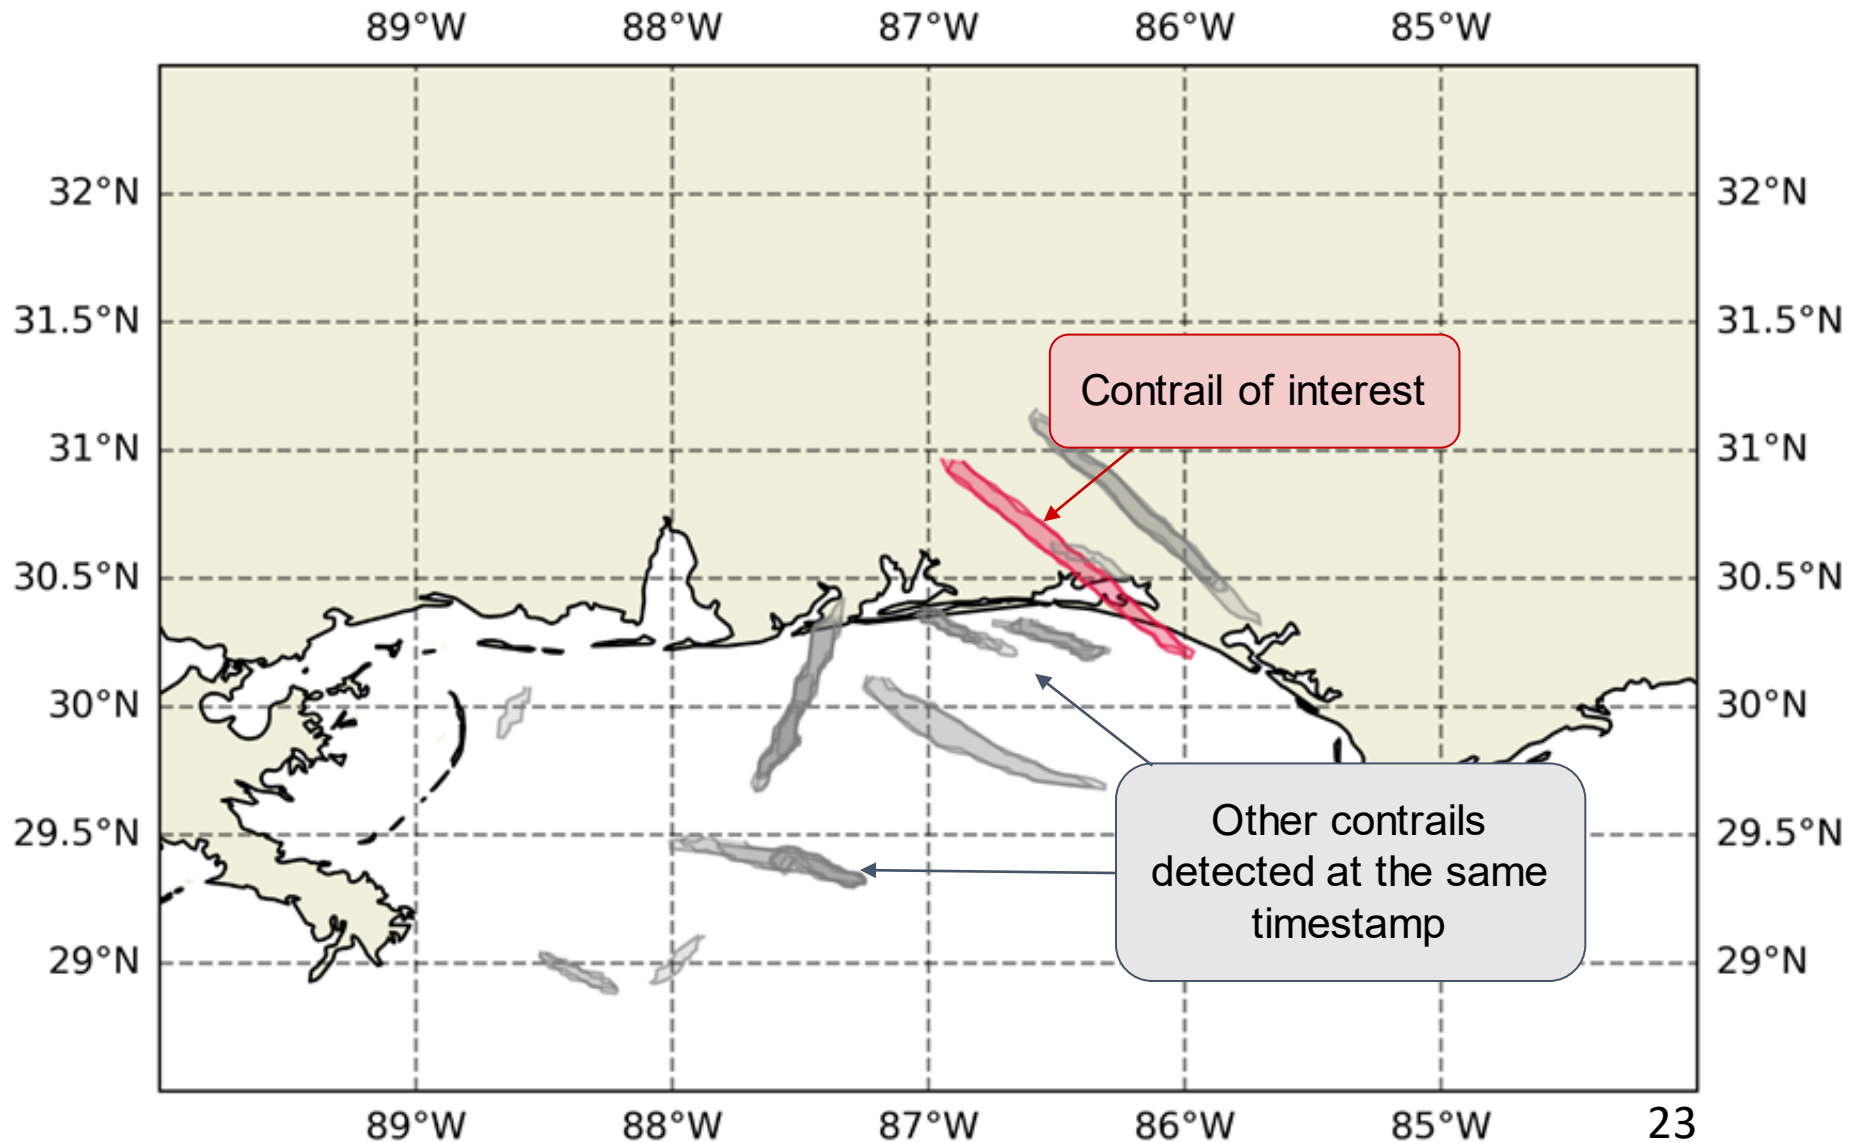 89°W 88°W 87°W 86°W 85°W
32°N 32°N
31.5°N 31.5°N
Contrail of interest
31°N 31°N
30.5°N 30.5°N
30°N 30°N
Other contrails
detected at the same
timestamp
29.5°N 29.5°N
29°N 29°N
89°W 88°W 87°W 86°W 85°W
23